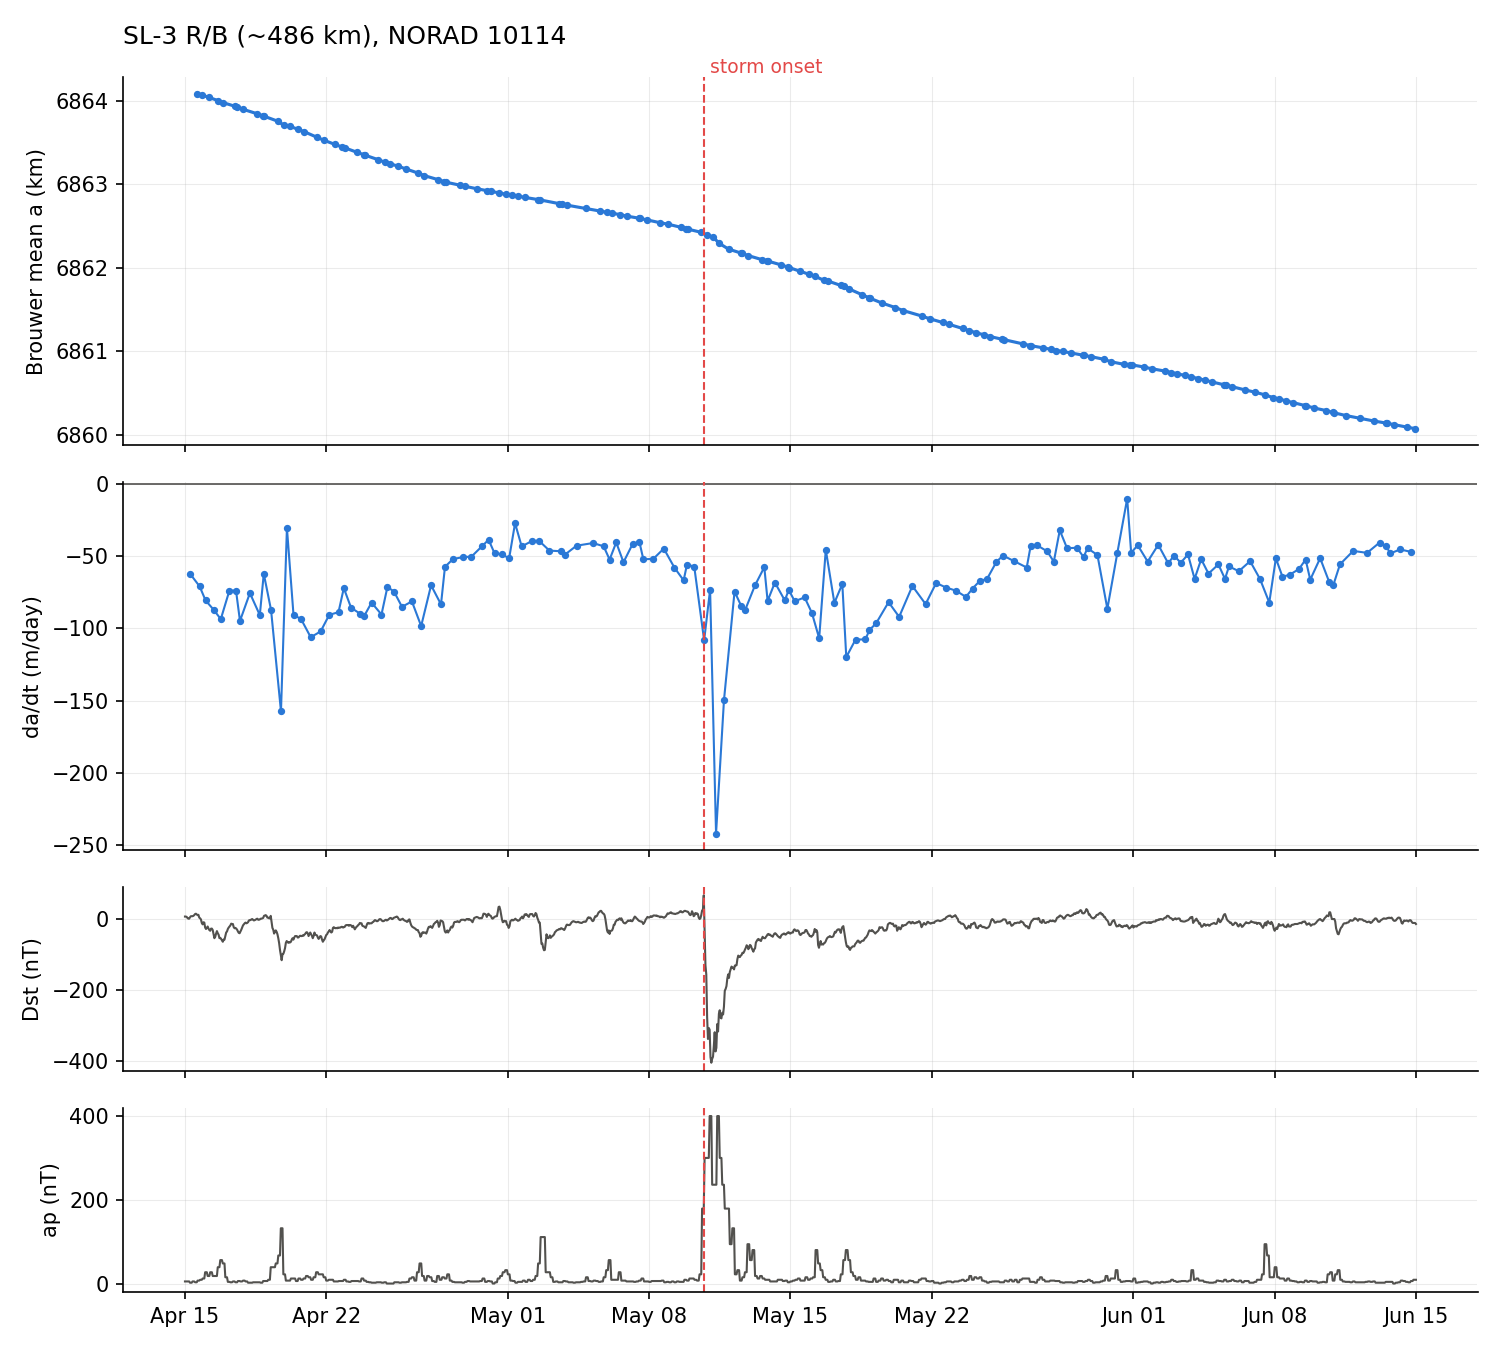 SL-3 R/B (~486 km), NORAD 10114
storm onset
Brouwer mean a (km)
6864
6863
6862
6861
6860
da/dt (m/day)
0
−50
−100
−150
−200
−250
Dst (nT)
0
−200
−400
ap (nT)
400
200
0
Apr 15 Apr 22 May 01 May 08 May 15 May 22 Jun 01 Jun 08 Jun 15